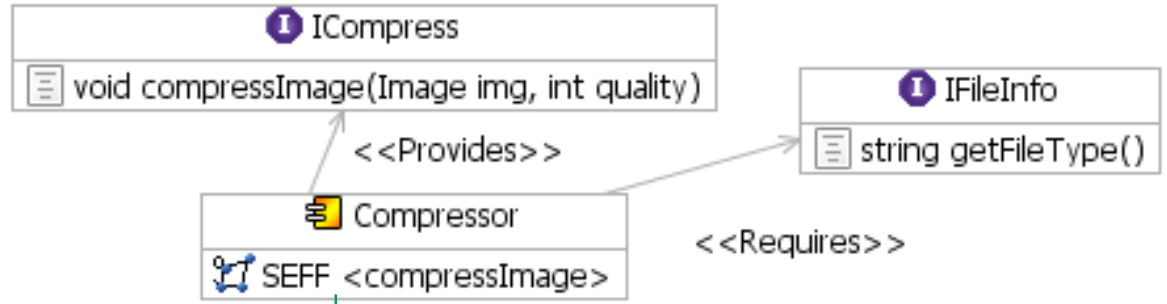 ICompress
void compressImage(Image img, int quality)
IFileInfo
string getFileType()
<<Provides>>
Compressor
<<Requires>>
SEFF <compressImage>